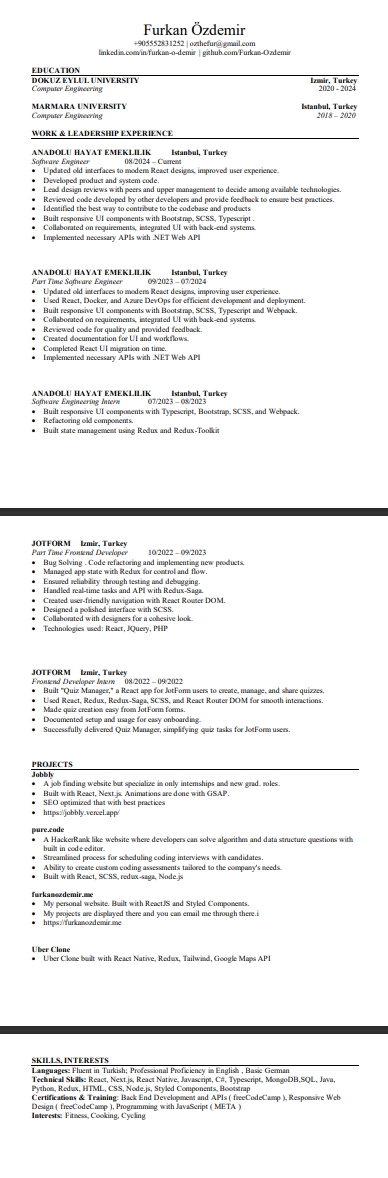 Furkan Özdemir
+905552831252 | ozthefur@gmail.com
linkedin.com/in/furkan-o-demir | github.com/Furkan-Ozdemir
EDUCATION
DOKUZ EYLUL UNIVERSITY Izmir, Turkey
Computer Engineering 2020 - 2024
MARMARA UNIVERSITY Istanbul, Turkey
Computer Engineering 2018 – 2020
WORK & LEADERSHIP EXPERIENCE
ANADOLU HAYAT EMEKLILIK Istanbul, Turkey
Software Engineer 08/2024 – Current
• Updated old interfaces to modern React designs, improved user experience.
• Developed product and system code.
• Lead design reviews with peers and upper management to decide among available technologies.
• Reviewed code developed by other developers and provide feedback to ensure best practices.
• Identified the best way to contribute to the codebase and products
• Built responsive UI components with Bootstrap, SCSS, Typescript .
• Collaborated on requirements, integrated UI with back-end systems.
• Implemented necessary APIs with .NET Web API
ANADOLU HAYAT EMEKLILIK Istanbul, Turkey
Part Time Software Engineer 09/2023 – 07/2024
• Updated old interfaces to modern React designs, improving user experience.
• Used React, Docker, and Azure DevOps for efficient development and deployment.
• Built responsive UI components with Bootstrap, SCSS, Typescript and Webpack.
• Collaborated on requirements, integrated UI with back-end systems.
• Reviewed code for quality and provided feedback.
• Created documentation for UI and workflows.
• Completed React UI migration on time.
• Implemented necessary APIs with .NET Web API
ANADOLU HAYAT EMEKLILIK Istanbul, Turkey
Software Engineering Intern 07/2023 – 08/2023
• Built responsive UI components with Typescript, Bootstrap, SCSS, and Webpack.
• Refactoring old components.
• Built state management using Redux and Redux-Toolkit
JOTFORM Izmir, Turkey
Part Time Frontend Developer 10/2022 – 09/2023
• Bug Solving . Code refactoring and implementing new products.
• Managed app state with Redux for control and flow.
• Ensured reliability through testing and debugging.
• Handled real-time tasks and API with Redux-Saga.
• Created user-friendly navigation with React Router DOM.
• Designed a polished interface with SCSS.
• Collaborated with designers for a cohesive look.
• Technologies used: React, JQuery, PHP
JOTFORM Izmir, Turkey
Frontend Developer Intern 08/2022 – 09/2022
• Built "Quiz Manager," a React app for JotForm users to create, manage, and share quizzes.
• Used React, Redux, Redux-Saga, SCSS, and React Router DOM for smooth interactions.
• Made quiz creation easy from JotForm forms.
• Documented setup and usage for easy onboarding.
• Successfully delivered Quiz Manager, simplifying quiz tasks for JotForm users.
PROJECTS
Jobbly
• A job finding website but specialize in only internships and new grad. roles.
• Built with React, Next.js. Animations are done with GSAP.
• SEO optimized that with best practices
• https://jobbly.vercel.app/
pure.code
• A HackerRank like website where developers can solve algorithm and data structure questions with
built in code editor.
• Streamlined process for scheduling coding interviews with candidates.
• Ability to create custom coding assessments tailored to the company's needs.
• Built with React, SCSS, redux-saga, Node.js
furkanozdemir.me
• My personal website. Built with ReactJS and Styled Components.
• My projects are displayed there and you can email me through there.i
• https://furkanozdemir.me
Uber Clone
• Uber Clone built with React Native, Redux, Tailwind, Google Maps API
SKILLS, INTERESTS
Languages: Fluent in Turkish; Professional Proficiency in English , Basic German
Technical Skills: React, Next.js, React Native, Javascript, C#, Typescript, MongoDB,SQL, Java,
Python, Redux, HTML, CSS, Node.js, Styled Components, Bootstrap
Certifications & Training: Back End Development and APIs ( freeCodeCamp ), Responsive Web
Design ( freeCodeCamp ), Programming with JavaScript ( META )
Interests: Fitness, Cooking, Cycling